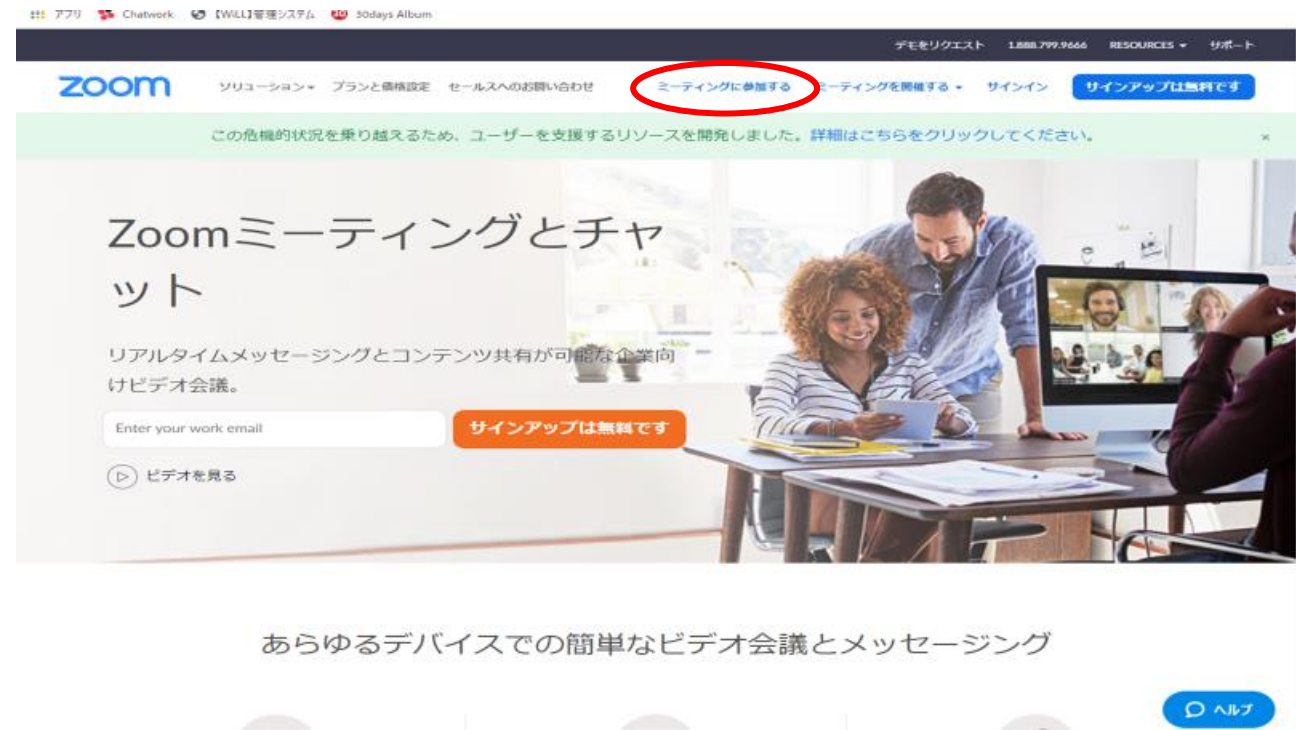 アプリ Chatwork 【WiLL】管理システム 30days Album
デモをリクエスト 1.888.799.9666 RESOURCES サポート
zoom ソリューション プランと価格設定 セールスへのお問い合わせ ミーティングに参加する ミーティングを開催する サインイン サインアップは無料です
この危機的状況を乗り越えるため、ユーザーを支援するリソースを開発しました。詳細はこちらをクリックしてください。 ×
Zoomミーティングとチャ
ット
リアルタイムメッセージングとコンテンツ共有が可能な企業向
けビデオ会議。
Enter your work email サインアップは無料です
ビデオを見る
あらゆるデバイスでの簡単なビデオ会議とメッセージング
ヘルプ